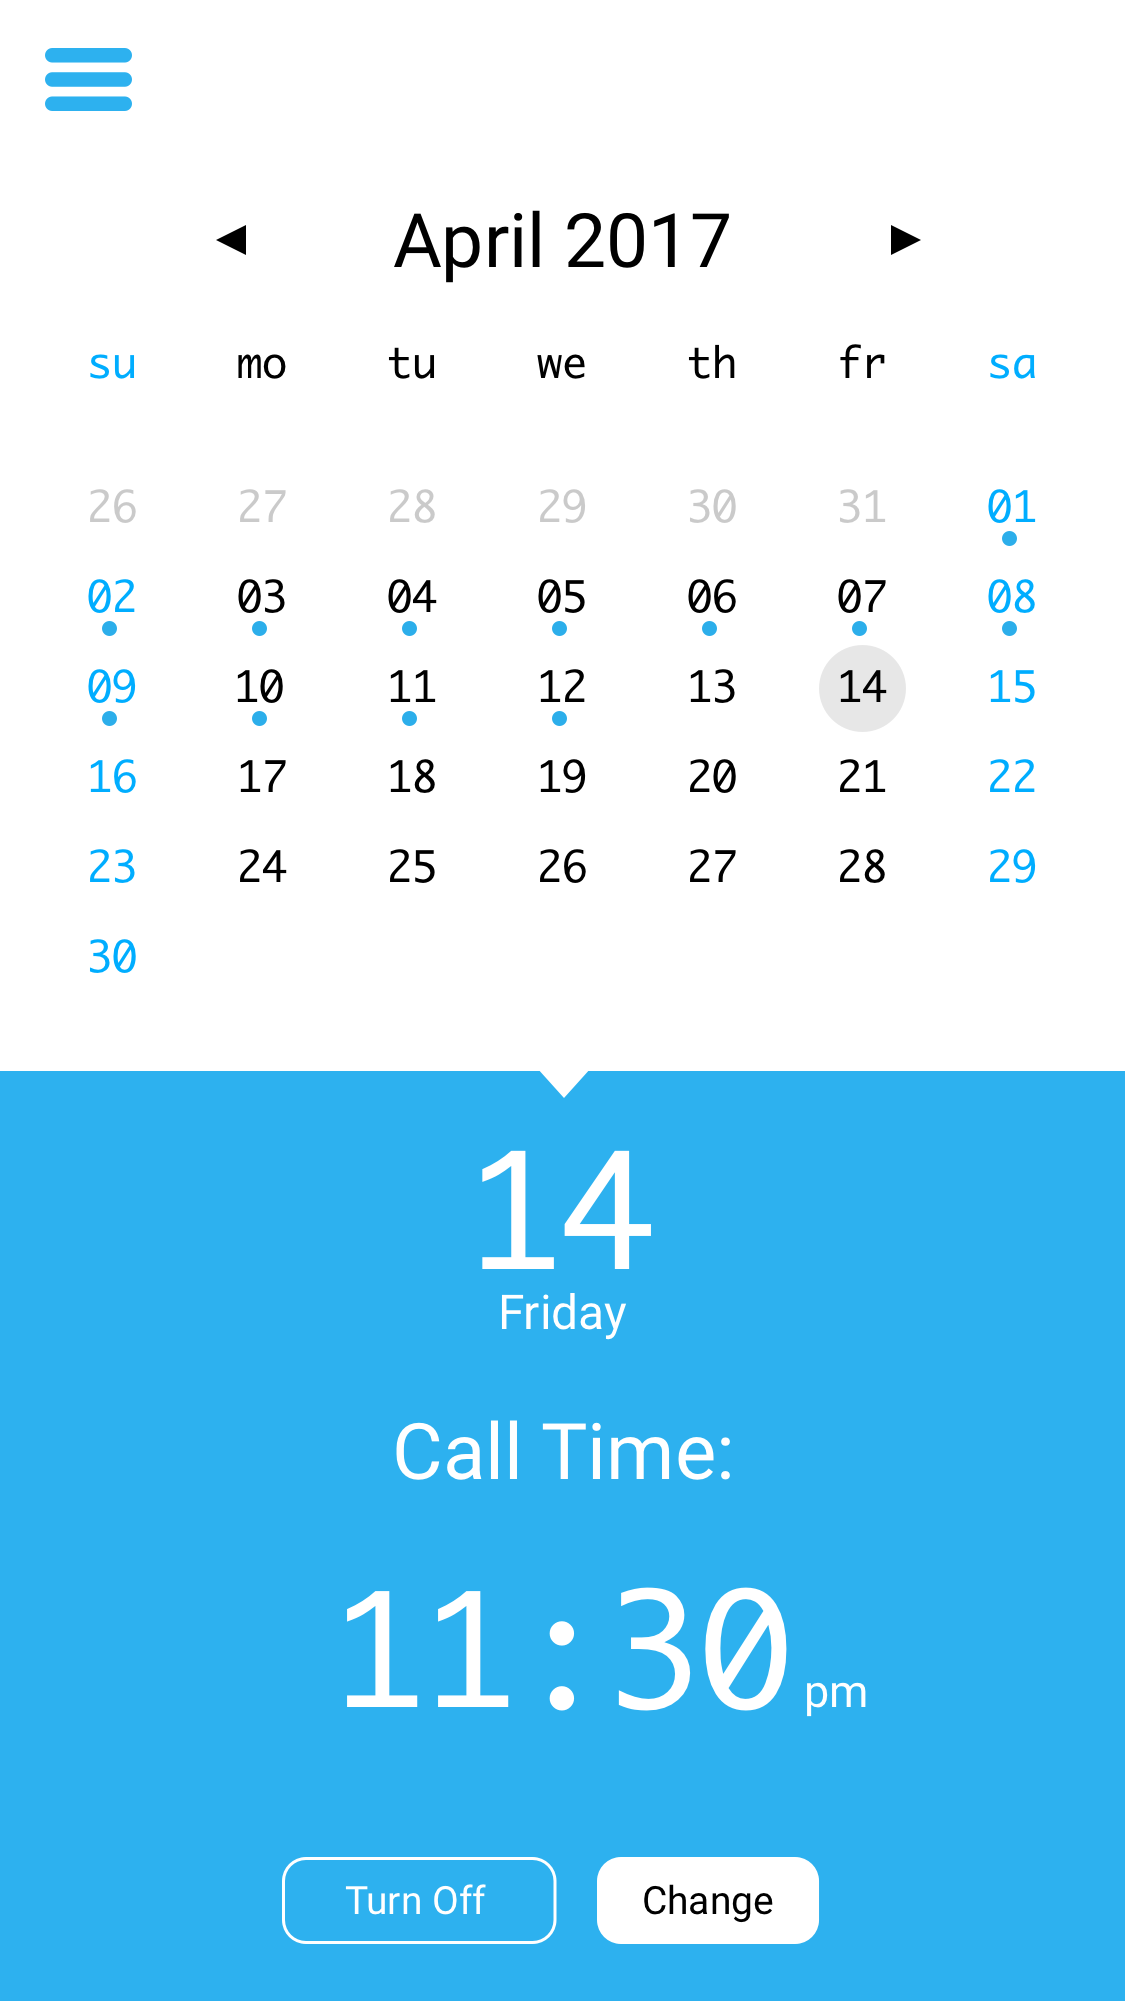 April 2017
su mo tu we th fr sa
26 27 28 29 30 31 01
02 03 04 05 06 07 08
09 10 11 12 13 14 15
16 17 18 19 20 21 22
23 24 25 26 27 28 29
30
14
Friday
Call Time:
11:30 pm
Turn Off Change